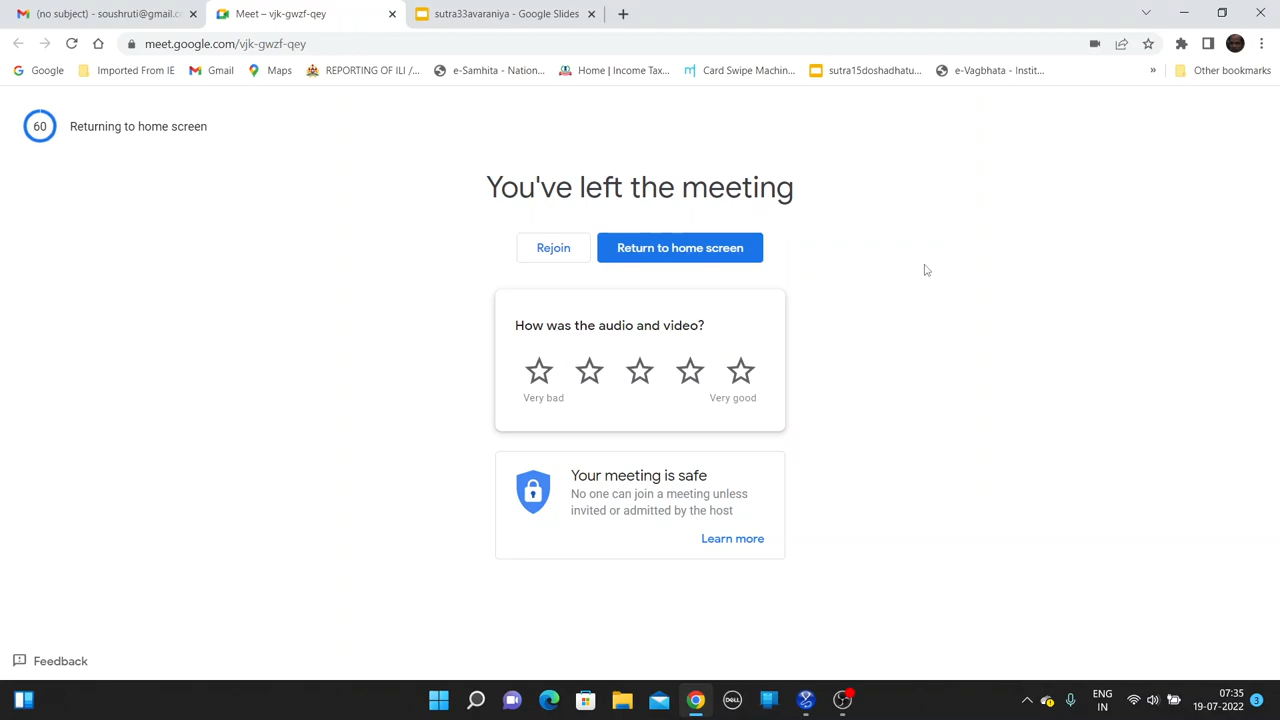 (no subject) - soushruti@gmail.c
Meet – vjk-gwzf-qey
sutra33avaraniya - Google Slides
meet.google.com/vjk-gwzf-qey
Google
Imported From IE
Gmail
Maps
REPORTING OF ILI /...
e-Samhita - Nation...
Home | Income Tax...
Card Swipe Machin...
sutra15doshadhatu...
e-Vagbhata - Instit...
»
Other bookmarks
60 Returning to home screen
You've left the meeting
Rejoin
Return to home screen
How was the audio and video?
Very bad
Very good
Your meeting is safe
No one can join a meeting unless
invited or admitted by the host
Learn more
Feedback
DELL
ENG
IN
07:35
19-07-2022
3